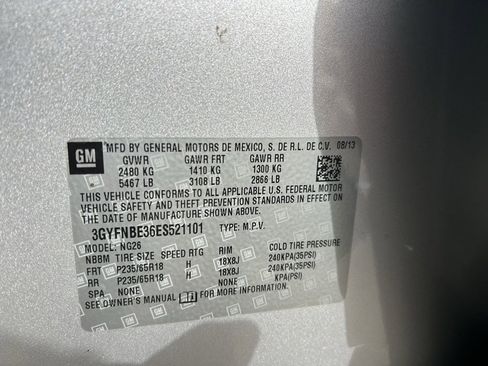 GM
MFD BY GENERAL MOTORS DE MEXICO, S. DE R.L. DE C.V. 08/13
GVWR GAWR FRT GAWR RR
2480 KG 1410 KG 1300 KG
5467 LB 3108 LB 2866 LB
THIS VEHICLE CONFORMS TO ALL APPLICABLE U.S. FEDERAL MOTOR
VEHICLE SAFETY AND THEFT PREVENTION STANDARDS IN EFFECT ON
THE DATE OF MANUFACTURE SHOWN ABOVE.
3GYFNBE36ES521101 TYPE: M.P.V.
MODEL: NG26
NBBM TIRE SIZE SPEED RTG RIM COLD TIRE PRESSURE
FRT P235/65R18 H 18X8J 240KPA(35PSI)
RR P235/65R18 H 18X8J 240KPA(35PSI)
SPA NONE NONE KPA(PSI)
SEE OWNER'S MANUAL FOR MORE INFORMATION.